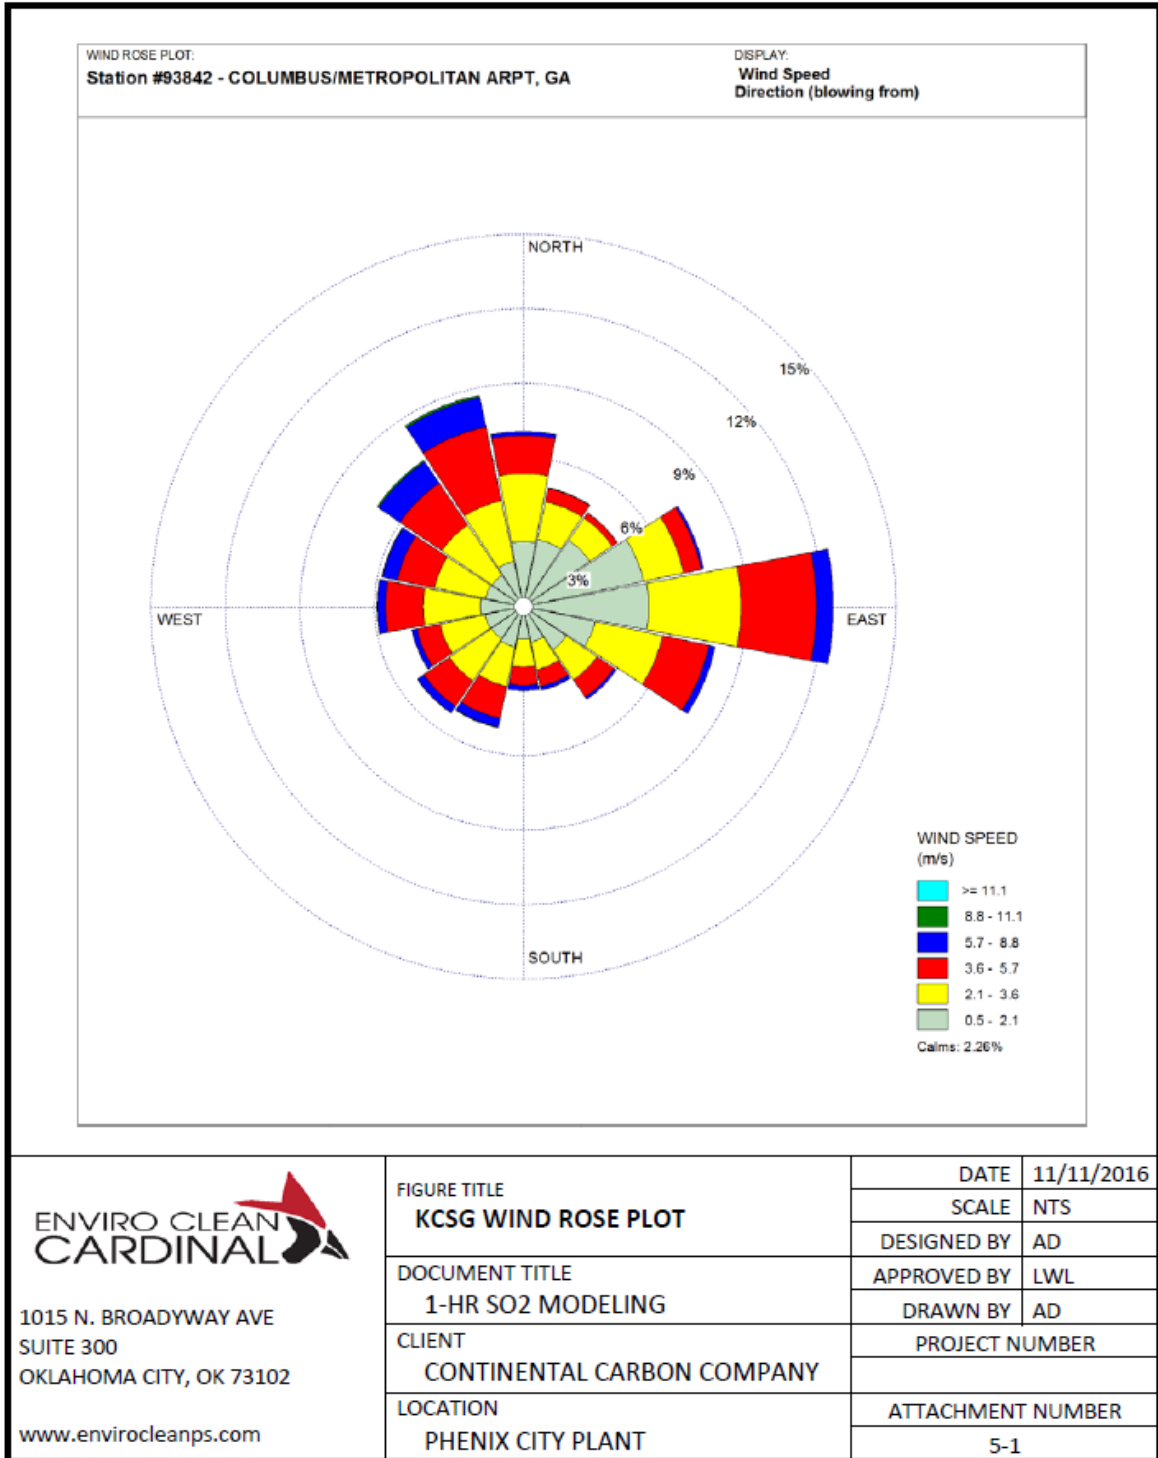 WIND ROSE PLOT:
Station #93842 - COLUMBUS/METROPOLITAN ARPT, GA
DISPLAY:
Wind Speed
Direction (blowing from)
NORTH
15%
12%
9%
6%
3%
WEST
EAST
SOUTH
WIND SPEED
(m/s)
>= 11.1
8.8 - 11.1
5.7 - 8.8
3.6 - 5.7
2.1 - 3.6
0.5 - 2.1
Calms: 2.26%
ENVIRO CLEAN
CARDINAL
1015 N. BROADYWAY AVE
SUITE 300
OKLAHOMA CITY, OK 73102
www.envirocleanps.com
FIGURE TITLE
KCSG WIND ROSE PLOT
DOCUMENT TITLE
1-HR SO2 MODELING
CLIENT
CONTINENTAL CARBON COMPANY
LOCATION
PHENIX CITY PLANT
DATE 11/11/2016
SCALE NTS
DESIGNED BY AD
APPROVED BY LWL
DRAWN BY AD
PROJECT NUMBER
ATTACHMENT NUMBER
5-1